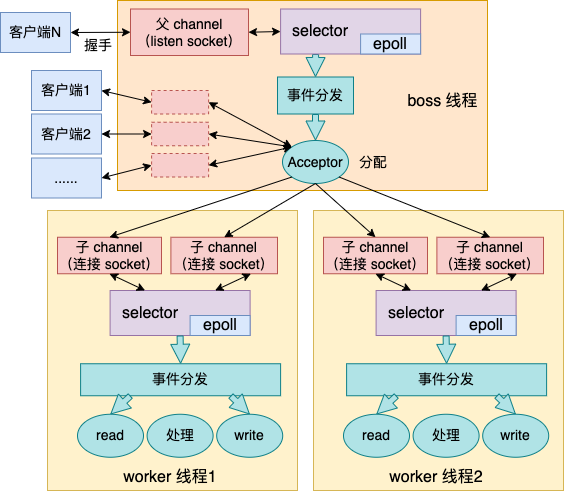 客户端N
握手
父 channel
(listen socket)
selector
epoll
事件分发
boss 线程
客户端1
客户端2
......
Acceptor
分配
子 channel
(连接 socket)
子 channel
(连接 socket)
selector
epoll
事件分发
read
处理
write
worker 线程1
子 channel
(连接 socket)
子 channel
(连接 socket)
selector
epoll
事件分发
read
处理
write
worker 线程2